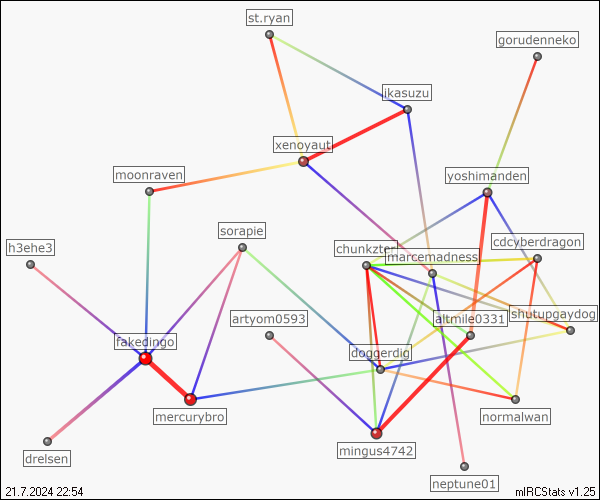 st.ryan
gorudenneko
ikasuzu
xenoyaut
moonraven
yoshimanden
sorapie
h3ehe3
chunkzter
marcemadness
cdcyberdragon
artyom0593
altmile0331
shutupgaydog
fakedingo
doggerdig
mercurybro
normalwan
drelsen
mingus4742
neptune01
21.7.2024 22:54
mIRCStats v1.25